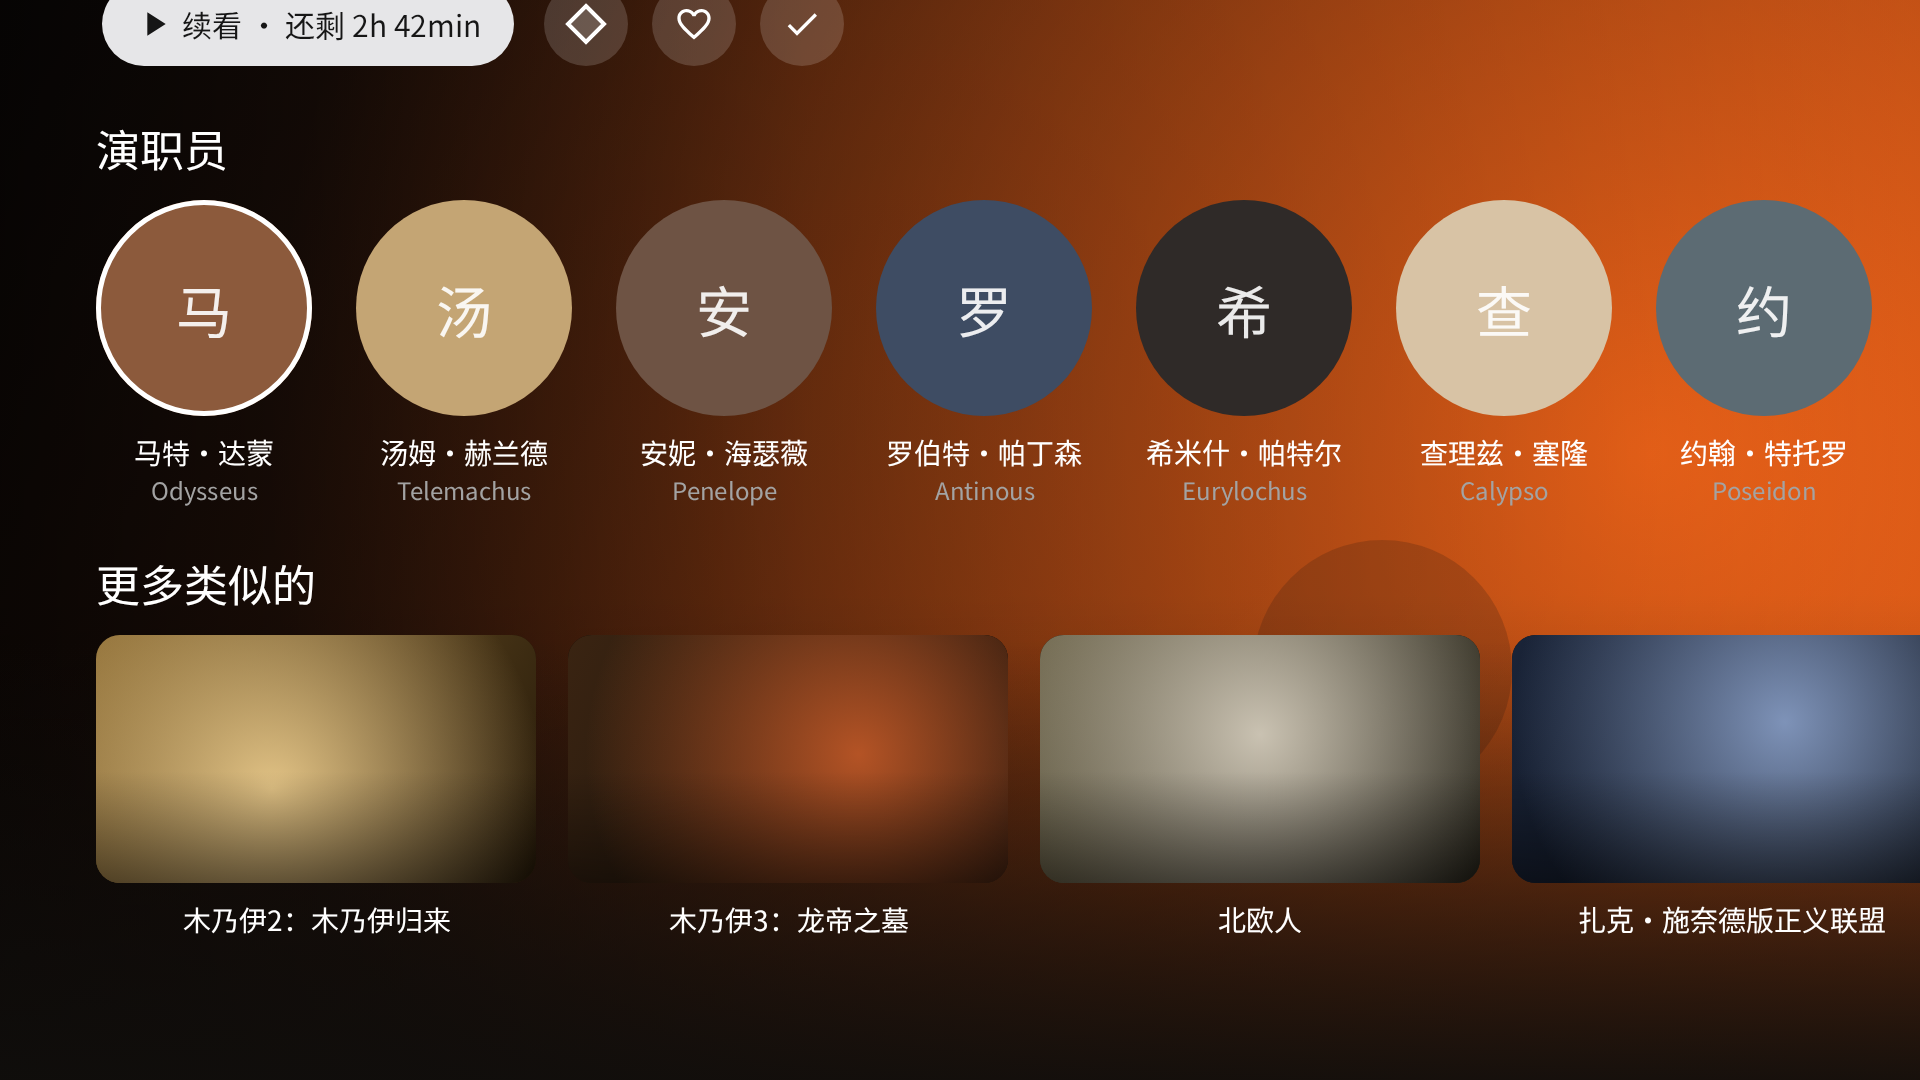 续看 · 还剩 2h 42min
演职员
马
汤
安
罗
希
查
约
马特·达蒙
汤姆·赫兰德
安妮·海瑟薇
罗伯特·帕丁森
希米什·帕特尔
查理兹·塞隆
约翰·特托罗
Odysseus
Telemachus
Penelope
Antinous
Eurylochus
Calypso
Poseidon
更多类似的
木乃伊2：木乃伊归来
木乃伊3：龙帝之墓
北欧人
扎克·施奈德版正义联盟